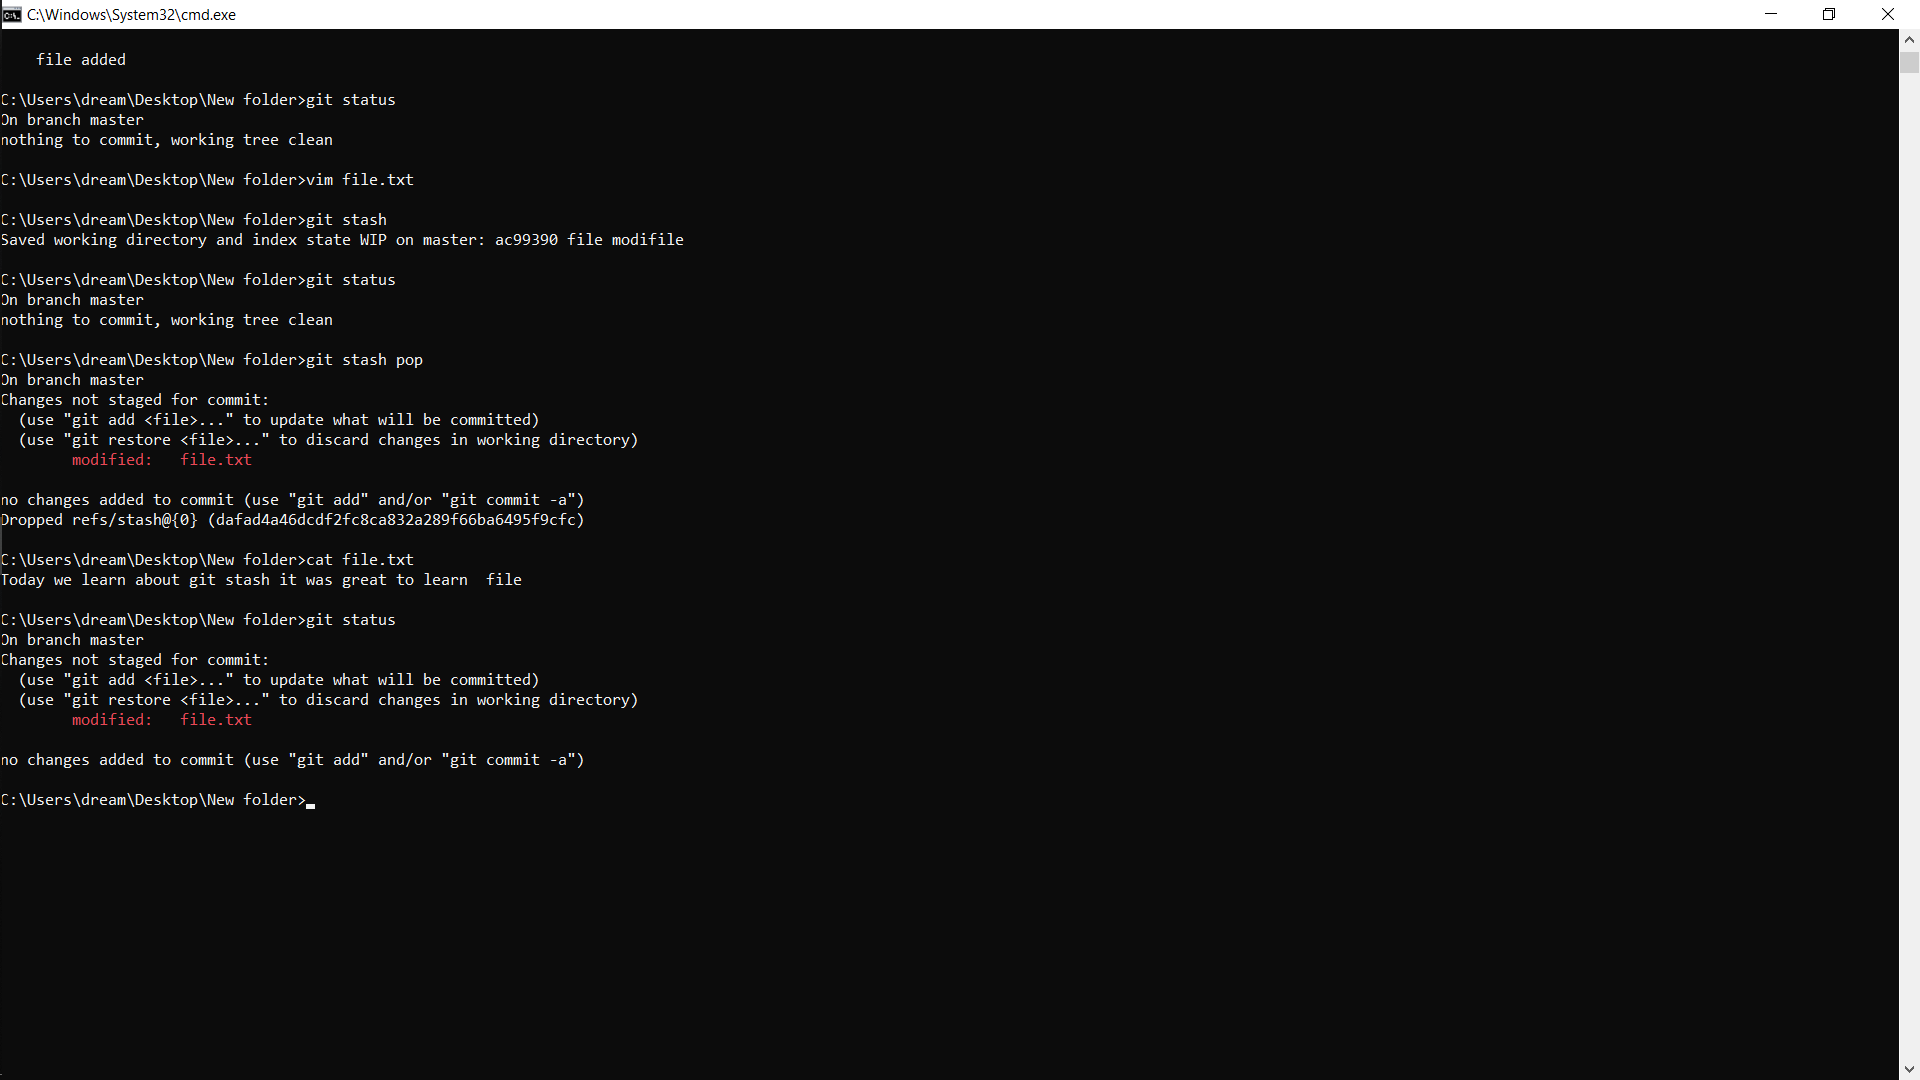 C:\Windows\System32\cmd.exe
file added
C:\Users\dream\Desktop\New folder>git status
On branch master
nothing to commit, working tree clean
C:\Users\dream\Desktop\New folder>vim file.txt
C:\Users\dream\Desktop\New folder>git stash
Saved working directory and index state WIP on master: ac99390 file modifile
C:\Users\dream\Desktop\New folder>git status
On branch master
nothing to commit, working tree clean
C:\Users\dream\Desktop\New folder>git stash pop
On branch master
Changes not staged for commit:
  (use "git add <file>..." to update what will be committed)
  (use "git restore <file>..." to discard changes in working directory)
        modified:   file.txt
no changes added to commit (use "git add" and/or "git commit -a")
Dropped refs/stash@{0} (dafad4a46dcdf2fc8ca832a289f66ba6495f9cfc)
C:\Users\dream\Desktop\New folder>cat file.txt
Today we learn about git stash it was great to learn  file
C:\Users\dream\Desktop\New folder>git status
On branch master
Changes not staged for commit:
  (use "git add <file>..." to update what will be committed)
  (use "git restore <file>..." to discard changes in working directory)
        modified:   file.txt
no changes added to commit (use "git add" and/or "git commit -a")
C:\Users\dream\Desktop\New folder>